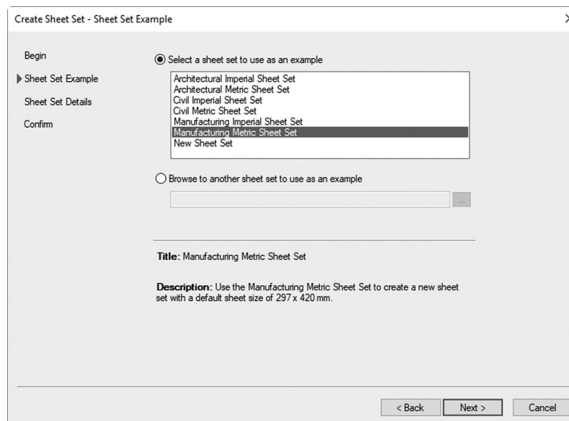 Create Sheet Set - Sheet Set Example
Begin
Sheet Set Example
Sheet Set Details
Confirm
Select a sheet set to use as an example
Architectural Imperial Sheet Set
Architectural Metric Sheet Set
Civil Imperial Sheet Set
Civil Metric Sheet Set
Manufacturing Imperial Sheet Set
Manufacturing Metric Sheet Set
New Sheet Set
Browse to another sheet set to use as an example
...
Title: Manufacturing Metric Sheet Set
Description: Use the Manufacturing Metric Sheet Set to create a new sheet
set with a default sheet size of 297 x 420 mm.
< Back Next > Cancel